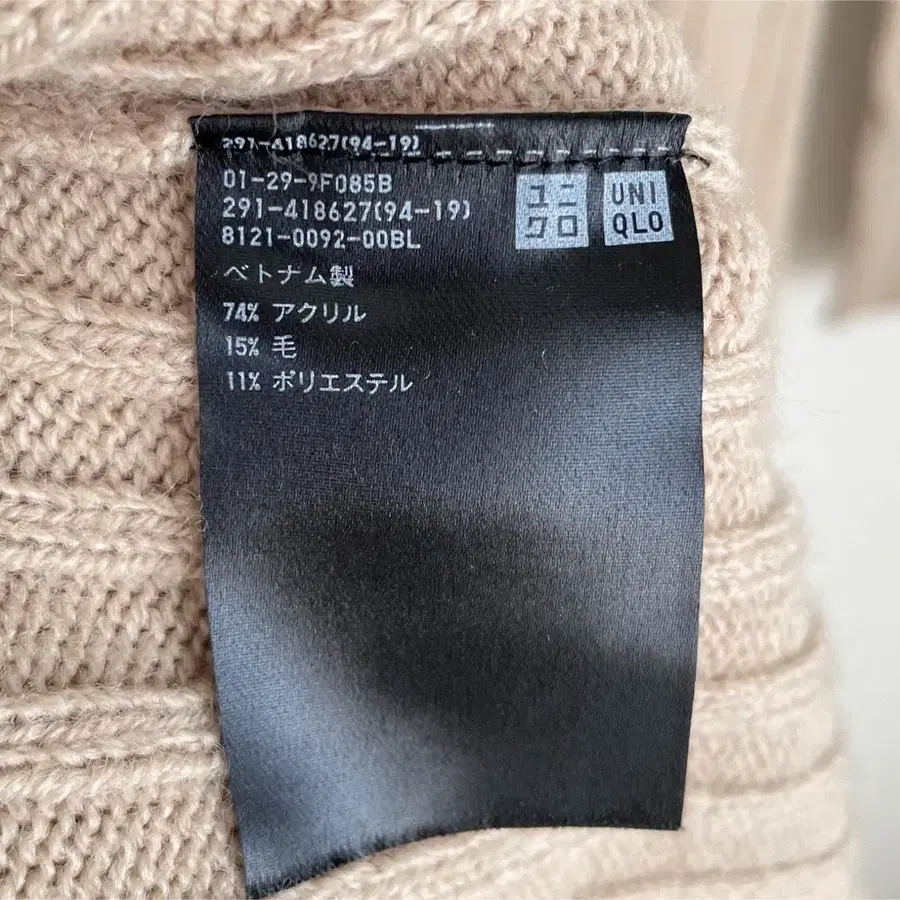 291-418627(94-19)
01-29-9F085B
291-418627(94-19)
8121-0092-00BL
ユニ
クロ
UNI
QLO
ベトナム製
74% アクリル
15% 毛
11% ポリエステル